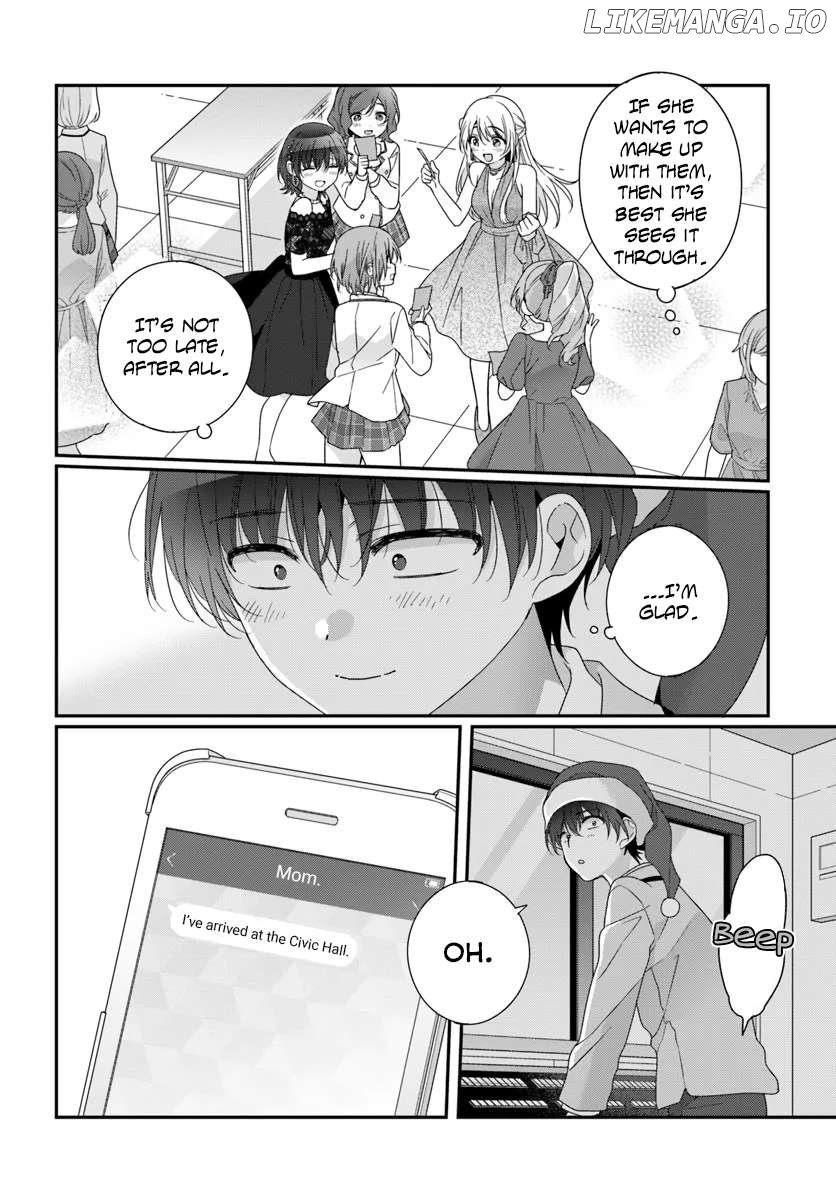 LIKEMANGA.IO
IF SHE
WANTS TO
MAKE UP
WITH THEM,
THEN IT'S
BEST SHE
SEES IT
THROUGH.
IT'S NOT
TOO LATE,
AFTER ALL.
...I'M
GLAD.
Beep
OH.
Mom.
I've arrived at the Civic Hall.